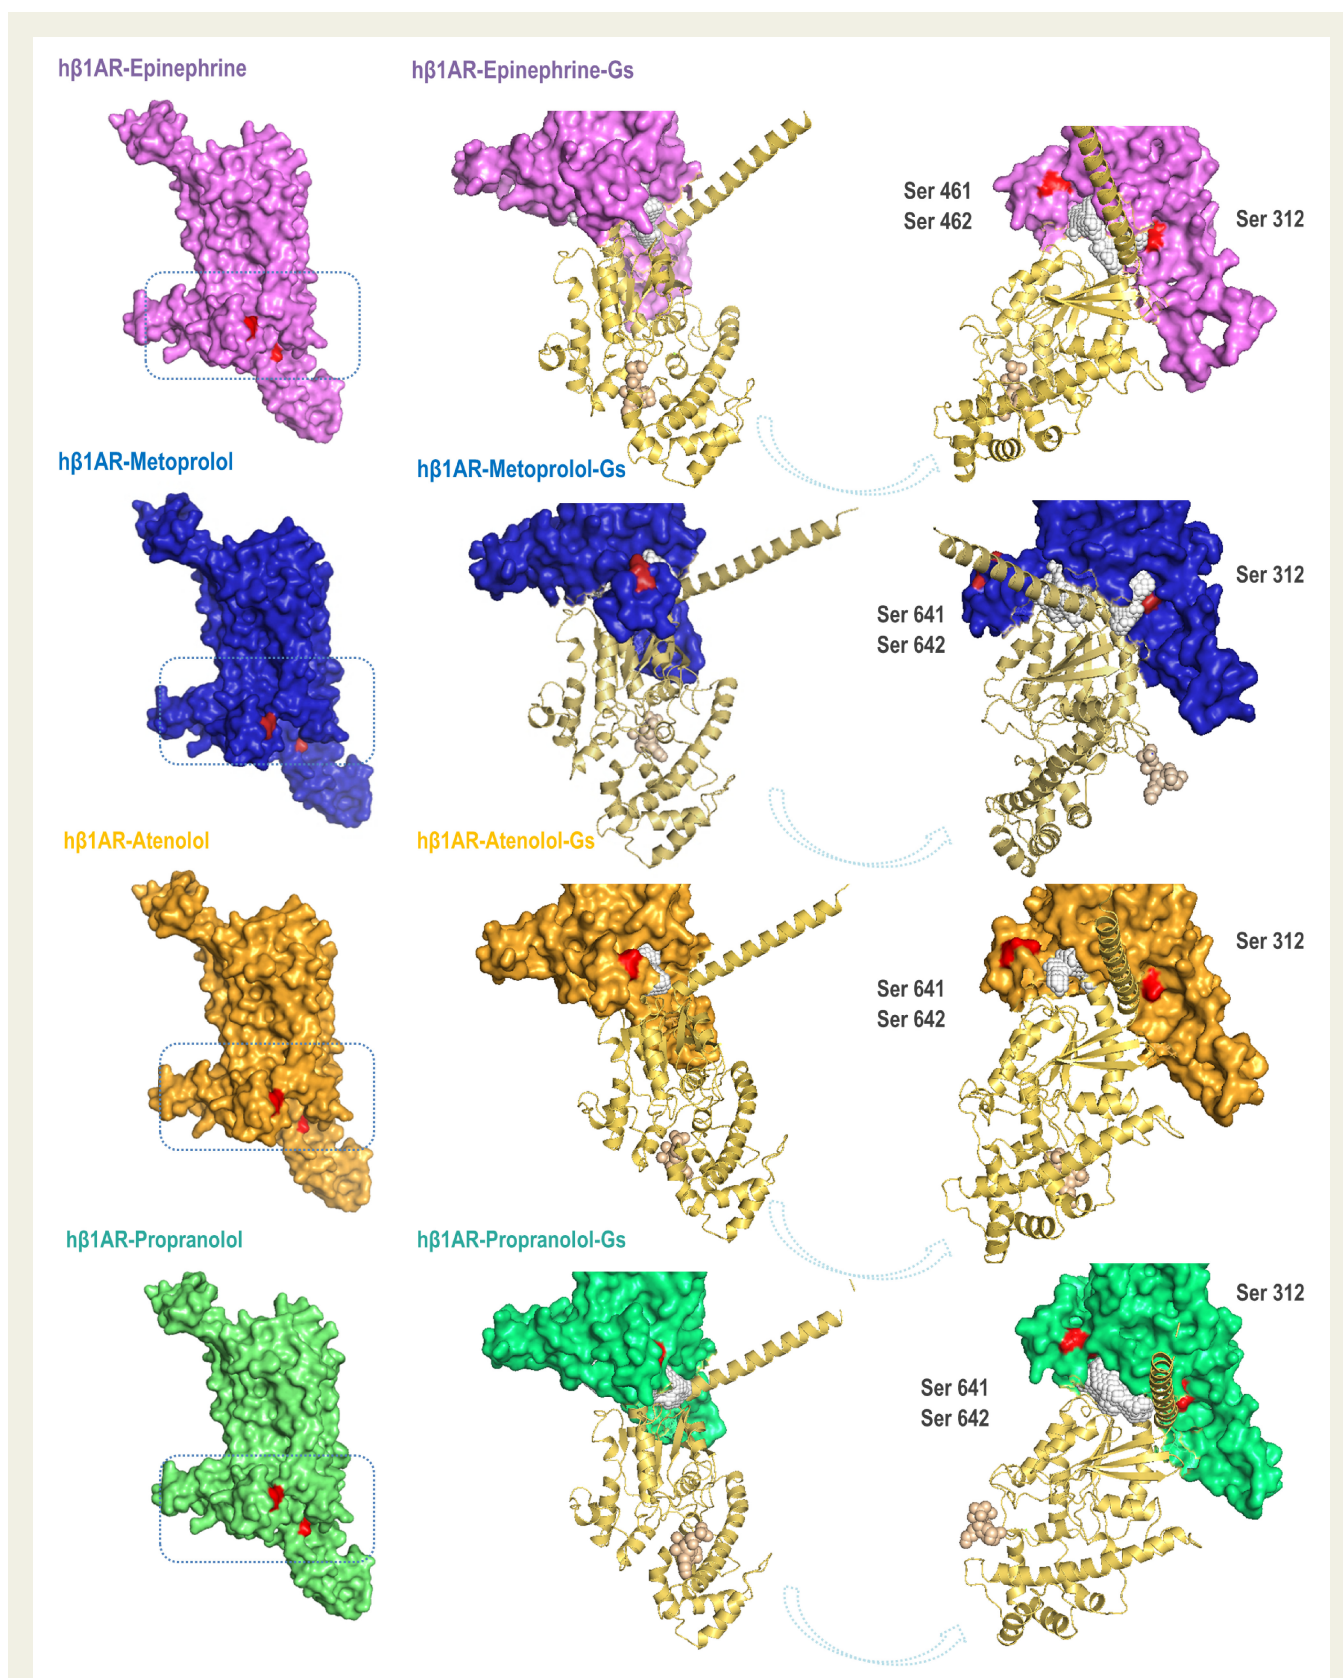 hβ1AR-Epinephrine
hβ1AR-Epinephrine-Gs
Ser 461
Ser 462
Ser 312
hβ1AR-Metoprolol
hβ1AR-Metoprolol-Gs
Ser 312
Ser 641
Ser 642
hβ1AR-Atenolol
hβ1AR-Atenolol-Gs
Ser 312
Ser 641
Ser 642
hβ1AR-Propranolol
hβ1AR-Propranolol-Gs
Ser 312
Ser 641
Ser 642